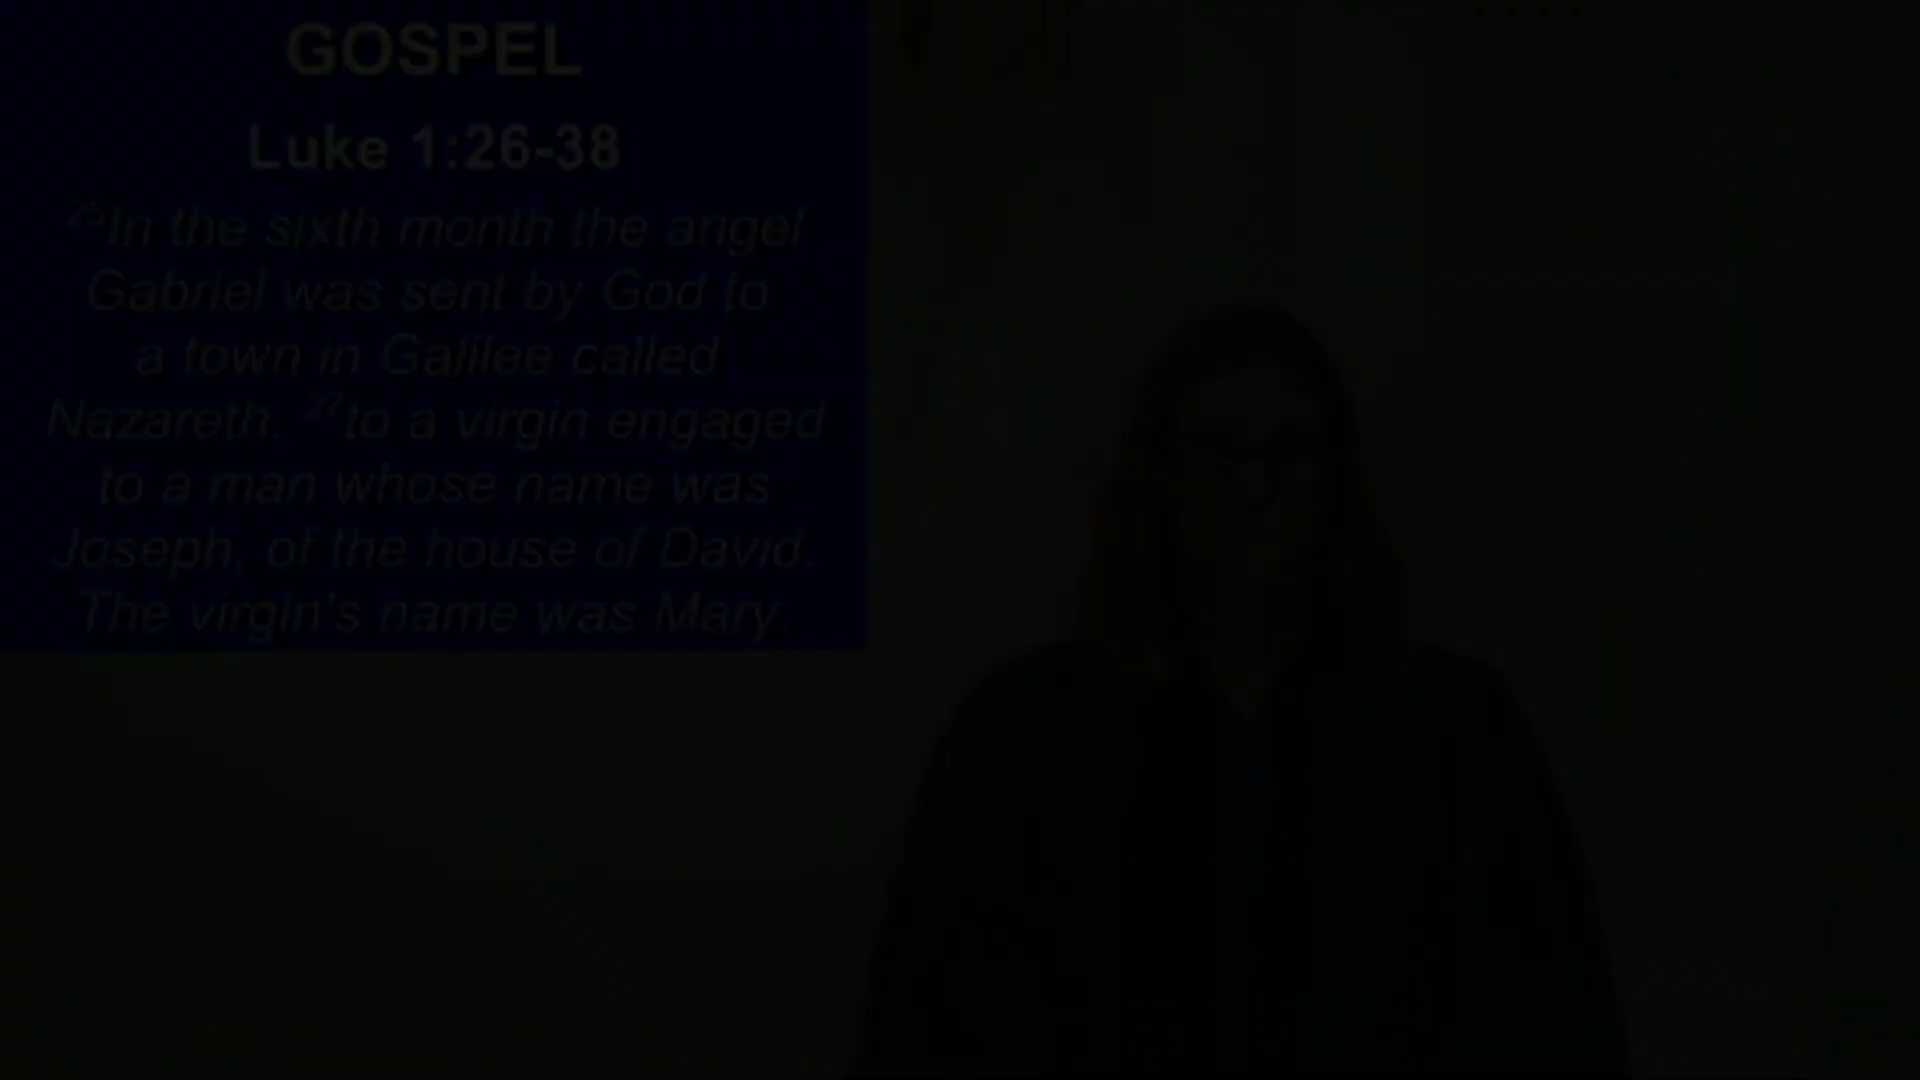 GOSPEL
Luke 1:26-38
26In the sixth month the angel
Gabriel was sent by God to
a town in Galilee called
Nazareth. 27to a virgin engaged
to a man whose name was
Joseph, of the house of David.
The virgin's name was Mary.